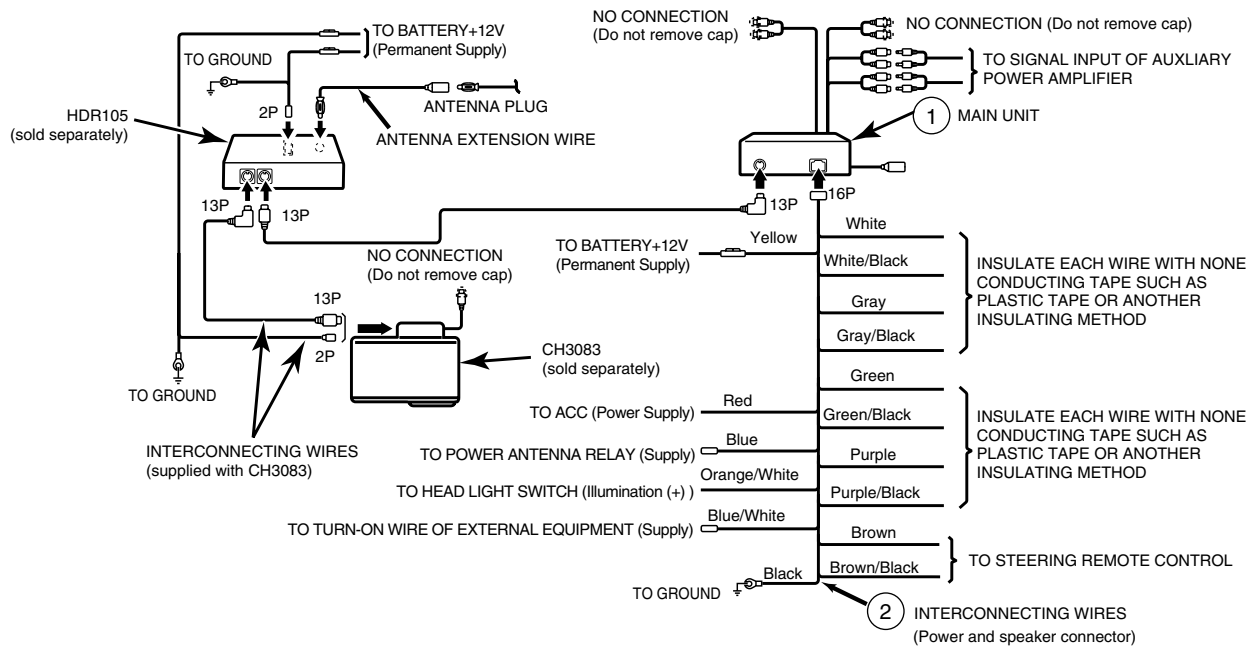 NO CONNECTION
(Do not remove cap)
NO CONNECTION (Do not remove cap)
TO SIGNAL INPUT OF AUXLIARY
POWER AMPLIFIER
1 MAIN UNIT
TO BATTERY+12V
(Permanent Supply)
TO GROUND
2P
ANTENNA PLUG
ANTENNA EXTENSION WIRE
HDR105
(sold separately)
13P
13P
13P
16P
NO CONNECTION
(Do not remove cap)
13P
2P
CH3083
(sold separately)
TO GROUND
INTERCONNECTING WIRES
(supplied with CH3083)
TO BATTERY+12V
(Permanent Supply)
Yellow
White
White/Black
Gray
Gray/Black
INSULATE EACH WIRE WITH NONE
CONDUCTING TAPE SUCH AS
PLASTIC TAPE OR ANOTHER
INSULATING METHOD
TO ACC (Power Supply)
Red
TO POWER ANTENNA RELAY (Supply)
Blue
TO HEAD LIGHT SWITCH (Illumination (+) )
Orange/White
TO TURN-ON WIRE OF EXTERNAL EQUIPMENT (Supply)
Blue/White
TO GROUND
Black
Green
Green/Black
Purple
Purple/Black
INSULATE EACH WIRE WITH NONE
CONDUCTING TAPE SUCH AS
PLASTIC TAPE OR ANOTHER
INSULATING METHOD
Brown
Brown/Black
TO STEERING REMOTE CONTROL
2 INTERCONNECTING WIRES
(Power and speaker connector)